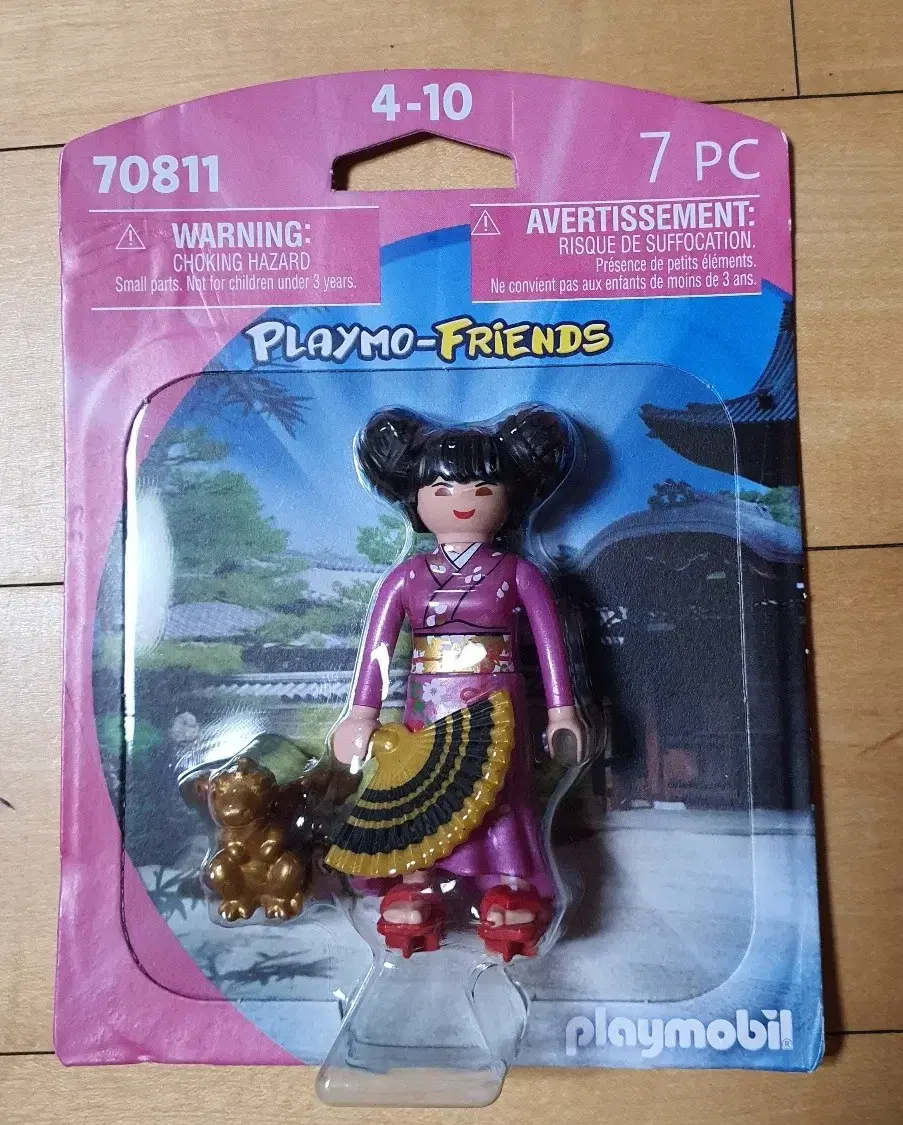 4-10
70811
7 PC
WARNING:
CHOKING HAZARD
Small parts. Not for children under 3 years.
AVERTISSEMENT:
RISQUE DE SUFFOCATION.
Présence de petits éléments.
Ne convient pas aux enfants de moins de 3 ans.
PLAYMO-FRiENDS
playmobil®